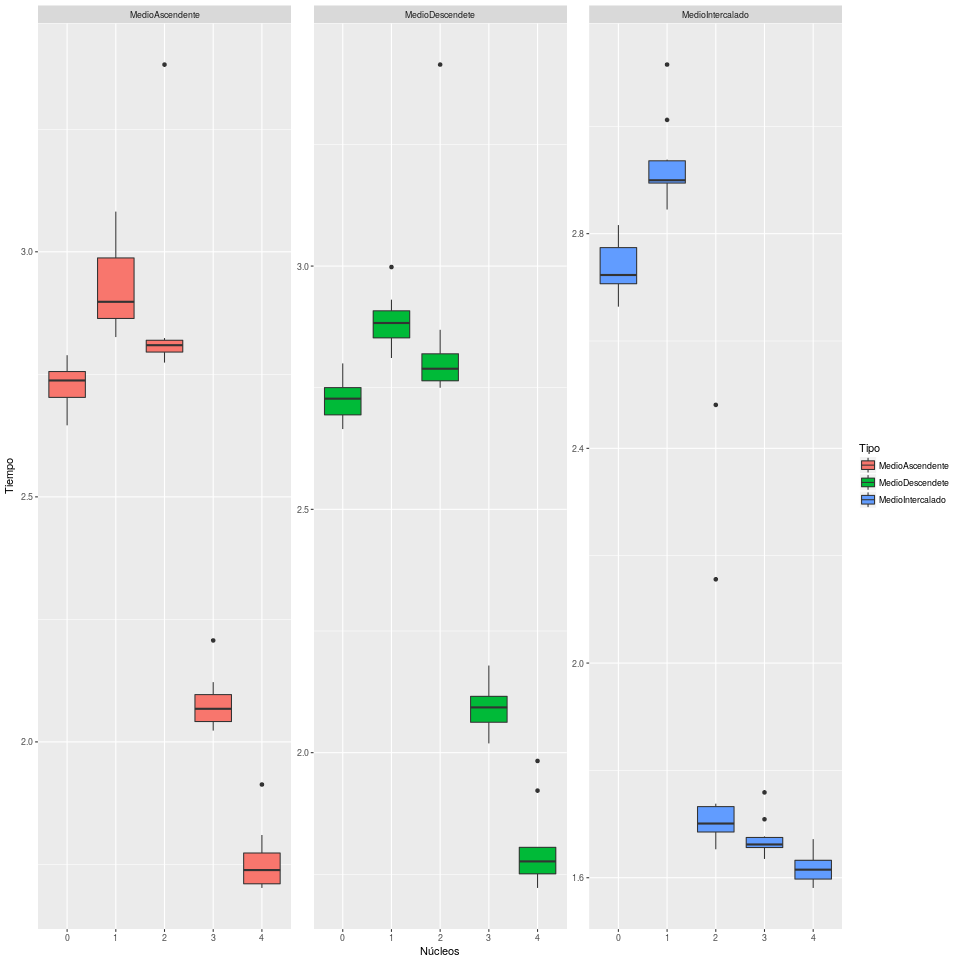 MedioAscendente
MedioDescendete
MedioIntercalado
Tiempo
3.0
2.5
2.0
3.0
2.5
2.0
2.8
2.4
2.0
1.6
0 1 2 3 4
0 1 2 3 4
0 1 2 3 4
Núcleos
Tipo
MedioAscendente
MedioDescendete
MedioIntercalado